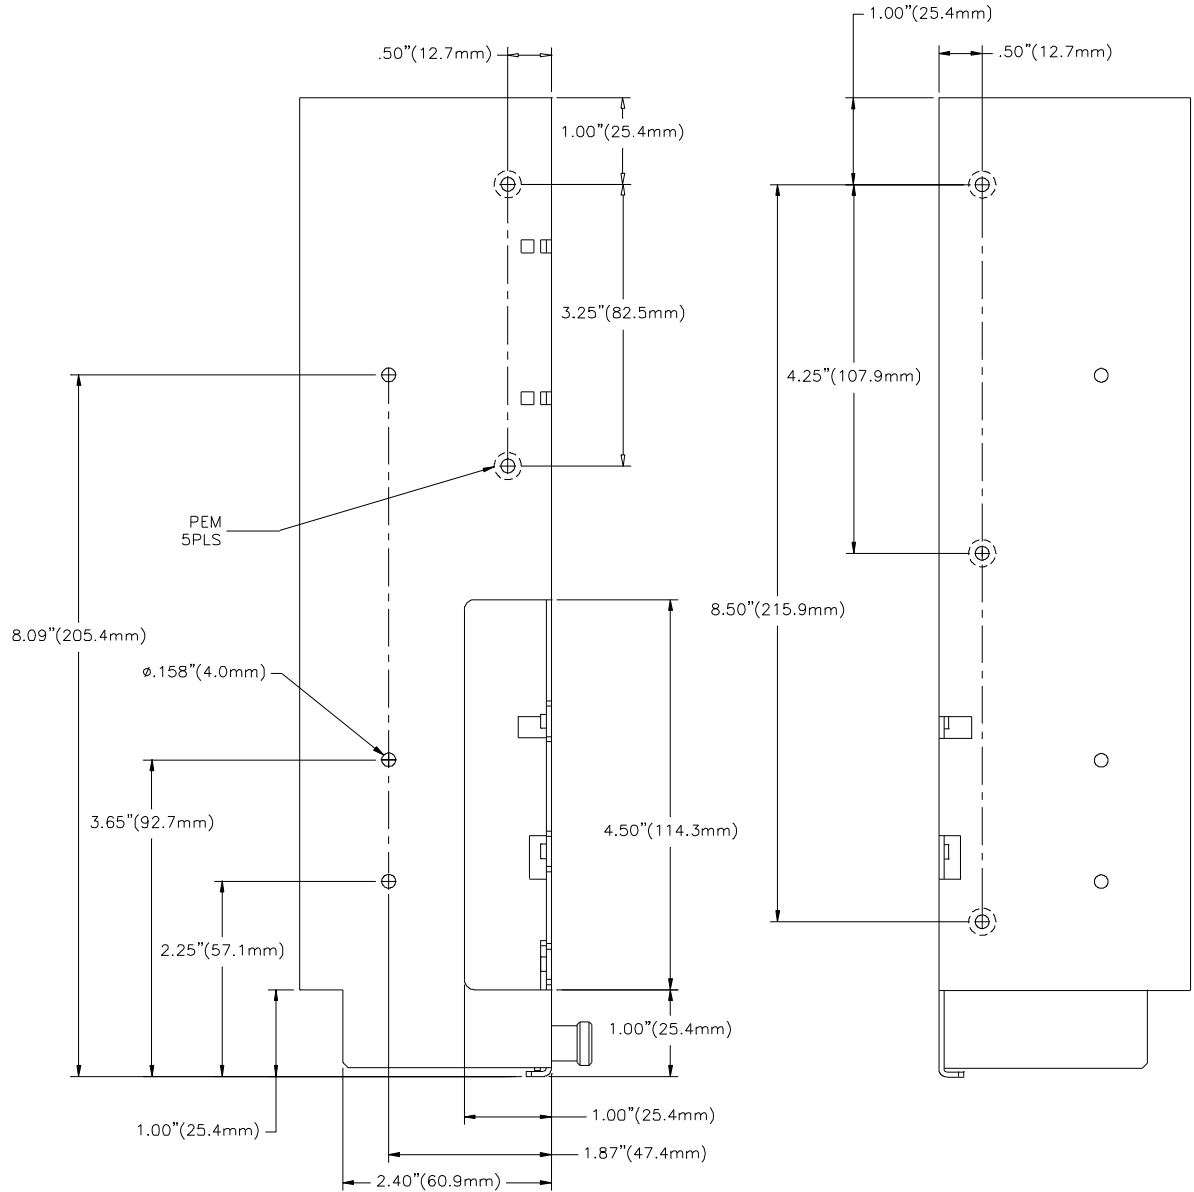 1.00”(25.4mm)
.50”(12.7mm)
.50”(12.7mm)
1.00”(25.4mm)
3.25”(82.5mm)
4.25”(107.9mm)
PEM
5PLS
8.50”(215.9mm)
8.09”(205.4mm)
ø.158”(4.0mm)
3.65”(92.7mm)
4.50”(114.3mm)
2.25”(57.1mm)
1.00”(25.4mm)
1.00”(25.4mm)
1.00”(25.4mm)
1.87”(47.4mm)
2.40”(60.9mm)